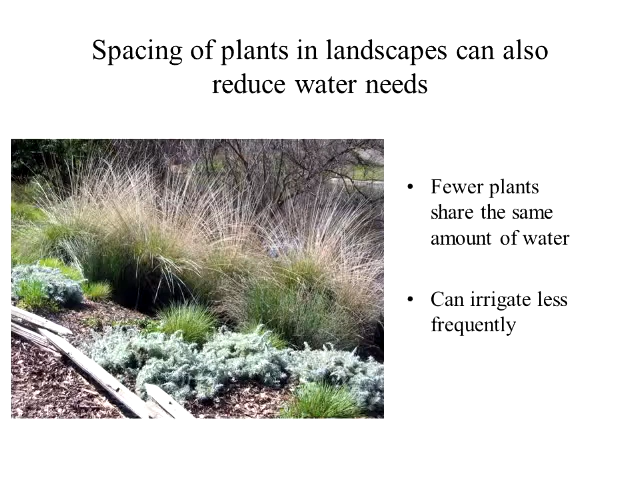 Spacing of plants in landscapes can also
reduce water needs
• Fewer plants
share the same
amount of water
• Can irrigate less
frequently